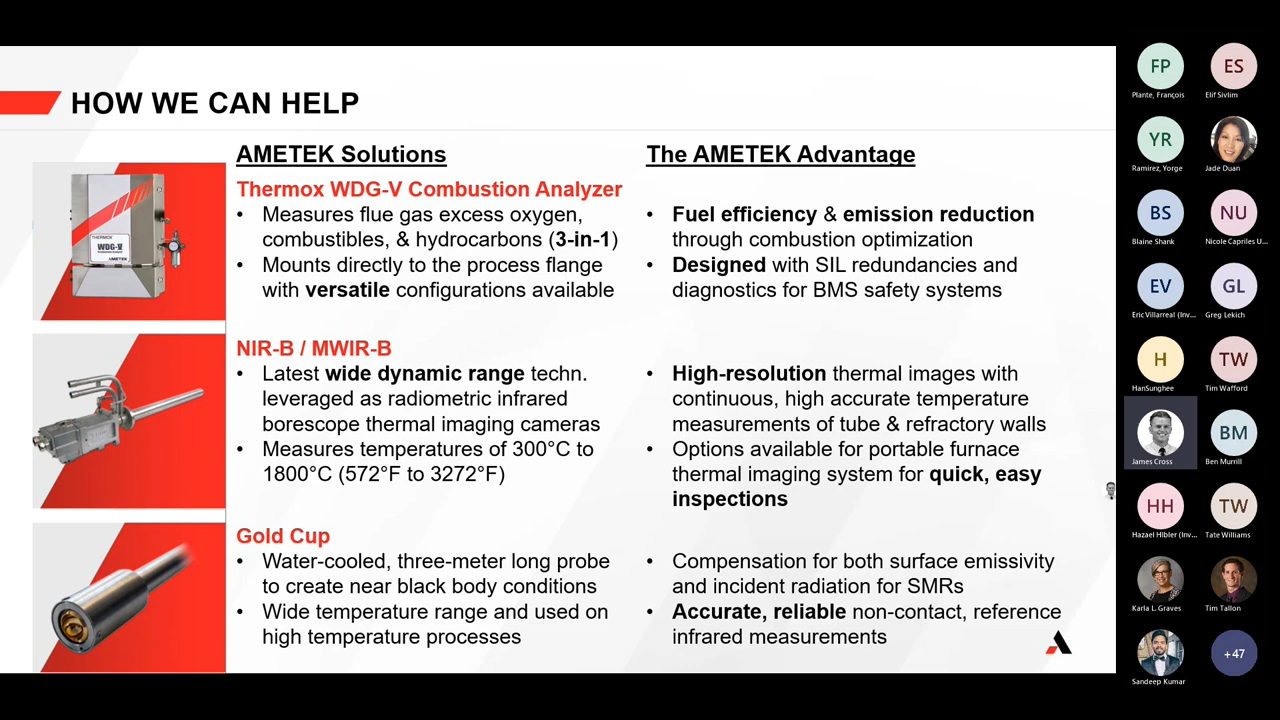 HOW WE CAN HELP
AMETEK Solutions
Thermox WDG-V Combustion Analyzer
• Measures flue gas excess oxygen,
combustibles, & hydrocarbons (3-in-1)
• Mounts directly to the process flange
with versatile configurations available
NIR-B / MWIR-B
• Latest wide dynamic range techn.
leveraged as radiometric infrared
borescope thermal imaging cameras
• Measures temperatures of 300°C to
1800°C (572°F to 3272°F)
Gold Cup
• Water-cooled, three-meter long probe
to create near black body conditions
• Wide temperature range and used on
high temperature processes
The AMETEK Advantage
• Fuel efficiency & emission reduction
through combustion optimization
• Designed with SIL redundancies and
diagnostics for BMS safety systems
• High-resolution thermal images with
continuous, high accurate temperature
measurements of tube & refractory walls
• Options available for portable furnace
thermal imaging system for quick, easy
inspections
• Compensation for both surface emissivity
and incident radiation for SMRs
• Accurate, reliable non-contact, reference
infrared measurements
THERMOX
WDG-V
AMETEK
FP
Plante, François
ES
Elif Sivlim
YR
Ramirez, Yorge
Jade Duan
BS
Blaine Shank
NU
Nicole Capriles U...
EV
Eric Villarreal (Inv...
GL
Greg Lekich
H
HanSunghee
TW
Tim Wafford
James Cross
BM
Ben Murrill
HH
Hazael Hibler (Inv...
TW
Tate Williams
Karla L. Graves
Tim Tallon
Sandeep Kumar
+47